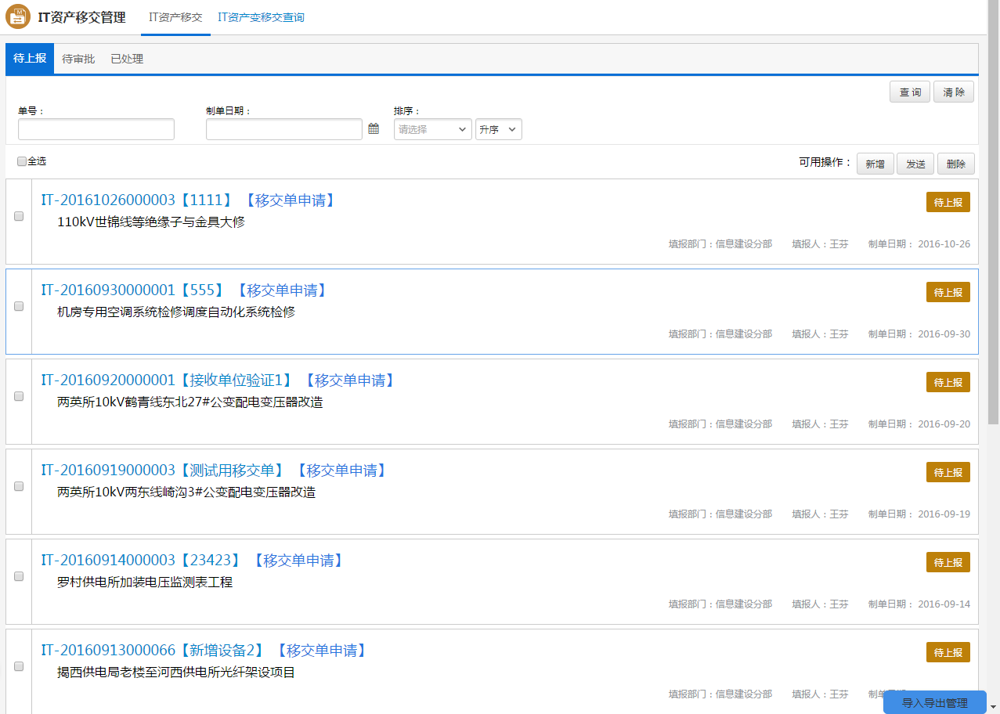 IT资产移交管理 IT资产移交 IT资产变移交查询
待上报 待审批 已处理
查 询 清 除
单号： 制单日期： 排序：
请选择 升序
全选 可用操作： 新增 发送 删除
IT-20161026000003【1111】 【移交单申请】 待上报
110kV世锦线等绝缘子与金具大修
填报部门：信息建设分部 填报人：王芬 制单日期： 2016-10-26
IT-20160930000001【555】 【移交单申请】 待上报
机房专用空调系统检修调度自动化系统检修
填报部门：信息建设分部 填报人：王芬 制单日期： 2016-09-30
IT-20160920000001【接收单位验证1】 【移交单申请】 待上报
两英所10kV鹤青线东北27#公变配电变压器改造
填报部门：信息建设分部 填报人：王芬 制单日期： 2016-09-20
IT-20160919000003【测试用移交单】 【移交单申请】 待上报
两英所10kV两东线崎沟3#公变配电变压器改造
填报部门：信息建设分部 填报人：王芬 制单日期： 2016-09-19
IT-20160914000003【23423】 【移交单申请】 待上报
罗村供电所加装电压监测表工程
填报部门：信息建设分部 填报人：王芬 制单日期： 2016-09-14
IT-20160913000066【新增设备2】 【移交单申请】 待上报
揭西供电局老楼至河西供电所光纤架设项目
填报部门：信息建设分部 填报人：王芬 制单
导入导出管理